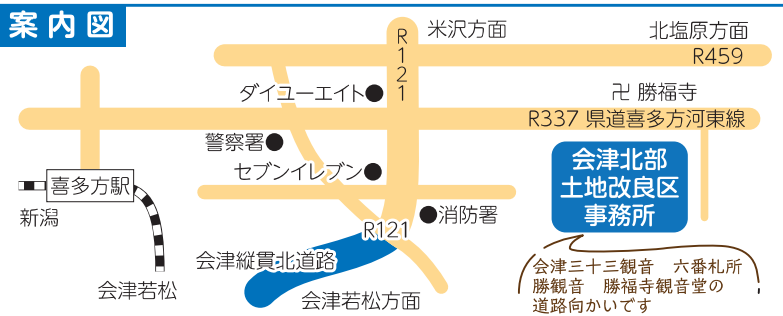 案内図
米沢方面
北塩原方面
R121
R459
ダイユーエイト
卍 勝福寺
R337 県道喜多方河東線
警察署
セブンイレブン
会津北部
土地改良区
事務所
喜多方駅
新潟
消防署
R121
会津縦貫北道路
会津若松
会津若松方面
会津三十三観音 六番札所
勝観音 勝福寺観音堂の
道路向かいです